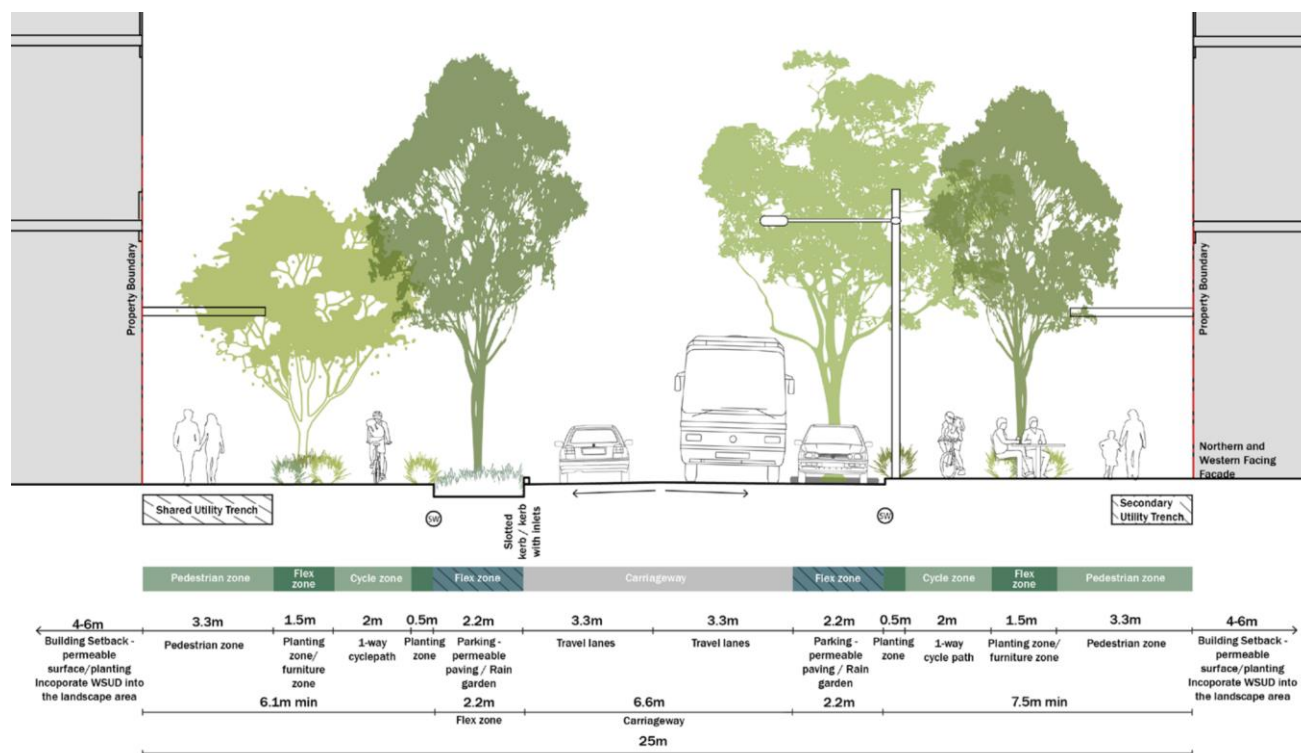 Property Boundary
Property Boundary
Northern and
Western Facing
Facade
Shared Utility Trench
SW
Slotted
kerb / kerb
with inlets
SW
Secondary
Utility Trench
Pedestrian zone
Flex
zone
Cycle zone
Flex zone
Carriageway
Flex zone
Cycle zone
Flex
zone
Pedestrian zone
4-6m
Building Setback -
permeable
surface/planting
Incoporate WSUD into
the landscape area
3.3m
Pedestrian zone
1.5m
Planting
zone/
furniture
zone
2m
1-way
cyclepath
0.5m
Planting
zone
2.2m
Parking -
permeable
paving / Rain
garden
3.3m
Travel lanes
3.3m
Travel lanes
2.2m
Parking -
permeable
paving / Rain
garden
0.5m
Planting
zone
2m
1-way
cycle path
1.5m
Planting zone/
furniture zone
3.3m
Pedestrian zone
4-6m
Building Setback -
permeable
surface/planting
Incoporate WSUD into
the landscape area
6.1m min
2.2m
Flex zone
6.6m
Carriageway
2.2m
7.5m min
25m